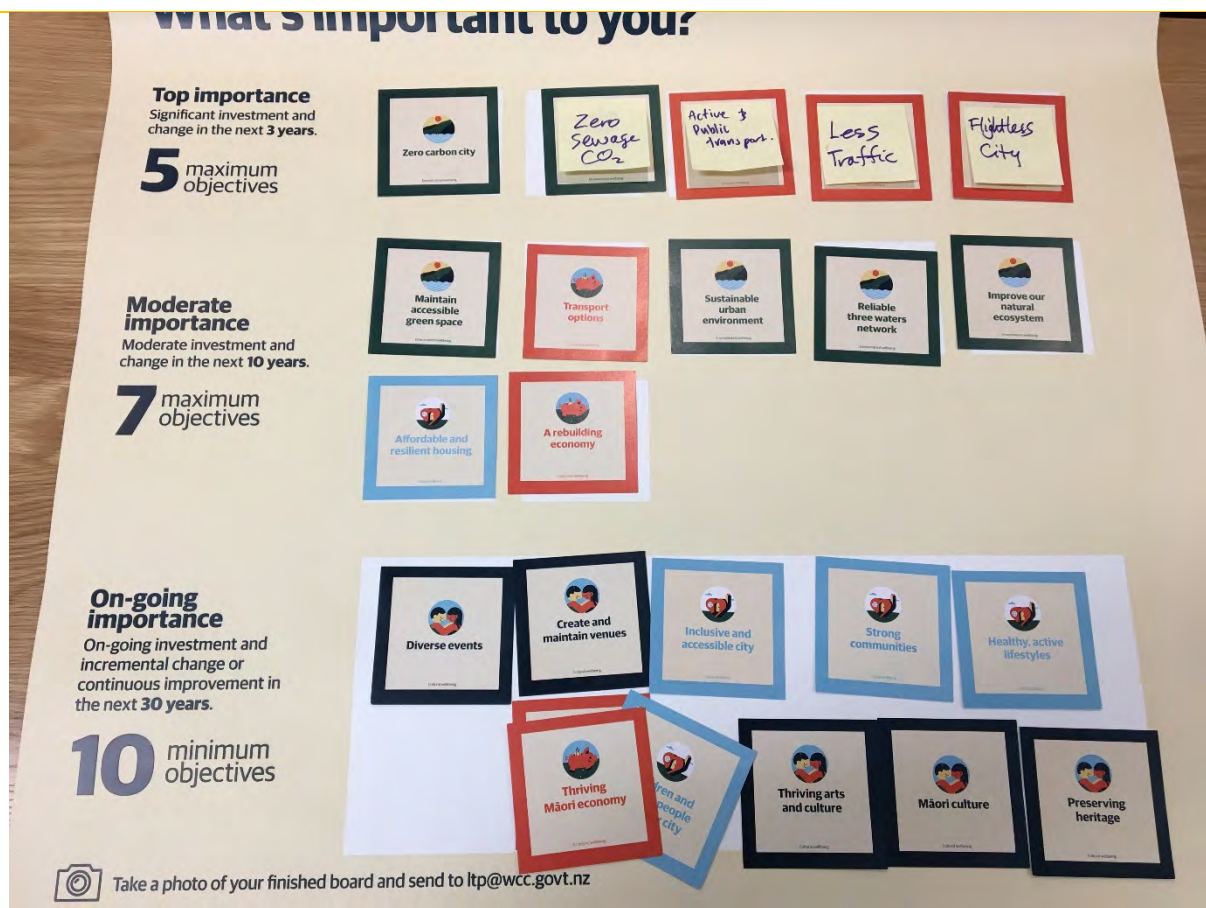 What's important to you?
Top importance
Significant investment and
change in the next 3 years.
5 maximum
objectives
Zero carbon city
Zero
Sewage
CO2
Active &
Public
transport.
Less
Traffic
Flightless
City
Moderate
importance
Moderate investment and
change in the next 10 years.
7 maximum
objectives
Maintain
accessible
green space
Transport
options
Sustainable
urban
environment
Reliable
three waters
network
Improve our
natural
ecosystem
Affordable and
resilient housing
A rebuilding
economy
On-going
importance
On-going investment and
incremental change or
continuous improvement in
the next 30 years.
10 minimum
objectives
Diverse events
Create and
maintain venues
Inclusive and
accessible city
Strong
communities
Healthy, active
lifestyles
Thriving
Māori economy
ren and
people
city
Thriving arts
and culture
Māori culture
Preserving
heritage
Take a photo of your finished board and send to ltp@wcc.govt.nz